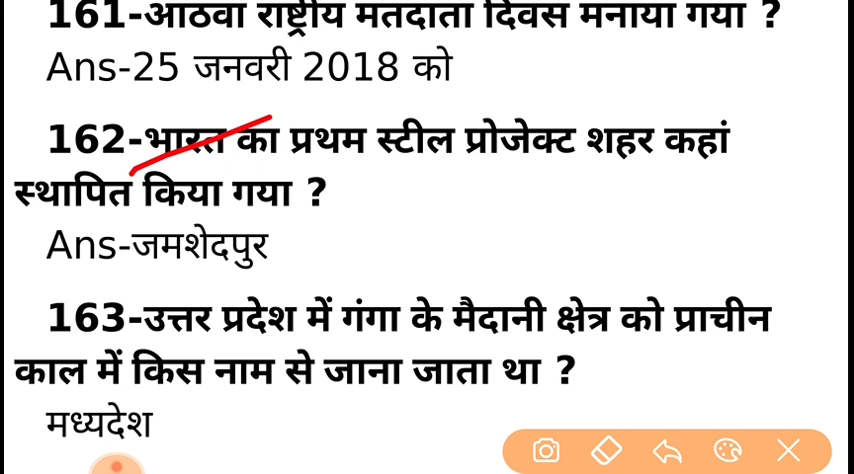 161-आठवां राष्ट्रीय मतदाता दिवस मनाया गया ?
Ans-25 जनवरी 2018 को
162-भारत का प्रथम स्टील प्रोजेक्ट शहर कहां
स्थापित किया गया ?
Ans-जमशेदपुर
163-उत्तर प्रदेश में गंगा के मैदानी क्षेत्र को प्राचीन
काल में किस नाम से जाना जाता था ?
मध्यदेश